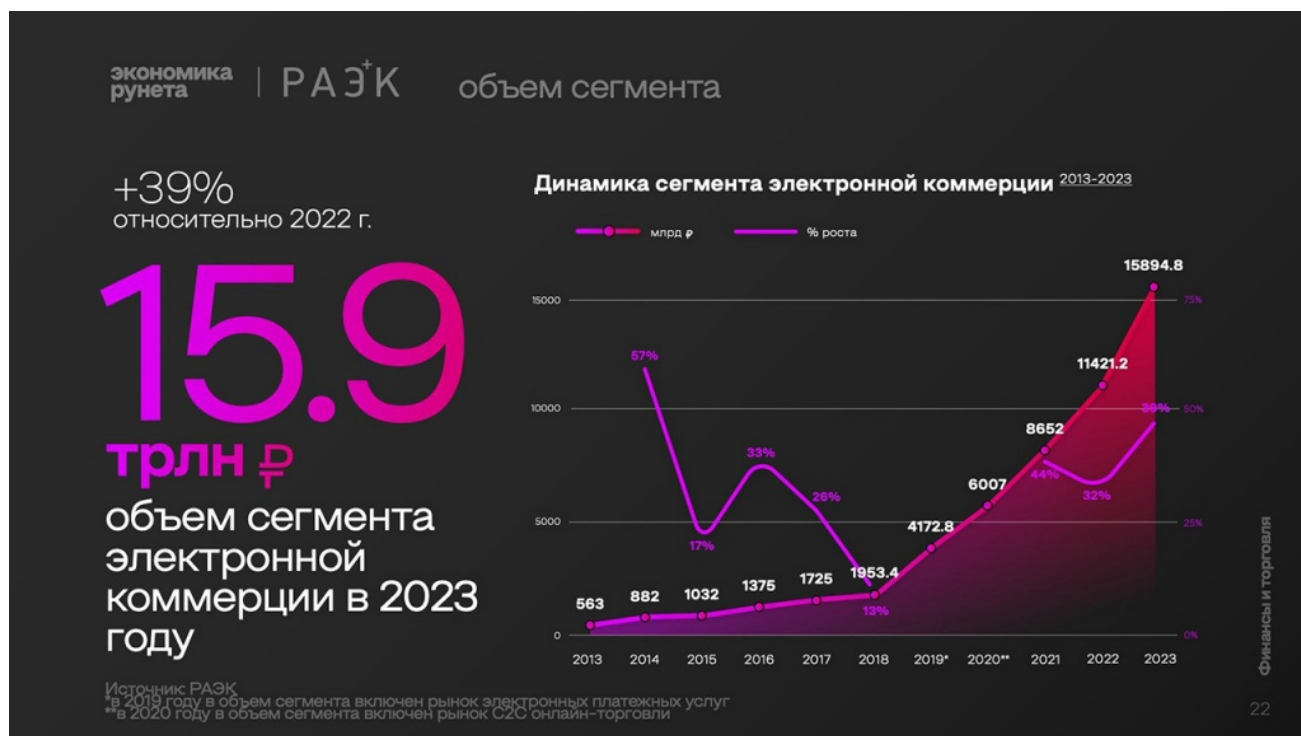 экономика
рунета
РАЭК+
объем сегмента
+39%
относительно 2022 г.
15.9
трлн ₽
объем сегмента
электронной
коммерции в 2023
году
Динамика сегмента электронной коммерции 2013-2023
млрд ₽
% роста
15000
10000
5000
0
75%
50%
25%
0%
563
882
1032
1375
1725
1953.4
4172.8
6007
8652
11421.2
15894.8
57%
17%
33%
26%
13%
44%
32%
39%
2013 2014 2015 2016 2017 2018 2019* 2020** 2021 2022 2023
Финансы и торговля
Источник: РАЭК
*в 2019 году в объем сегмента включен рынок электронных платежных услуг
**в 2020 году в объем сегмента включен рынок C2C онлайн-торговли
22